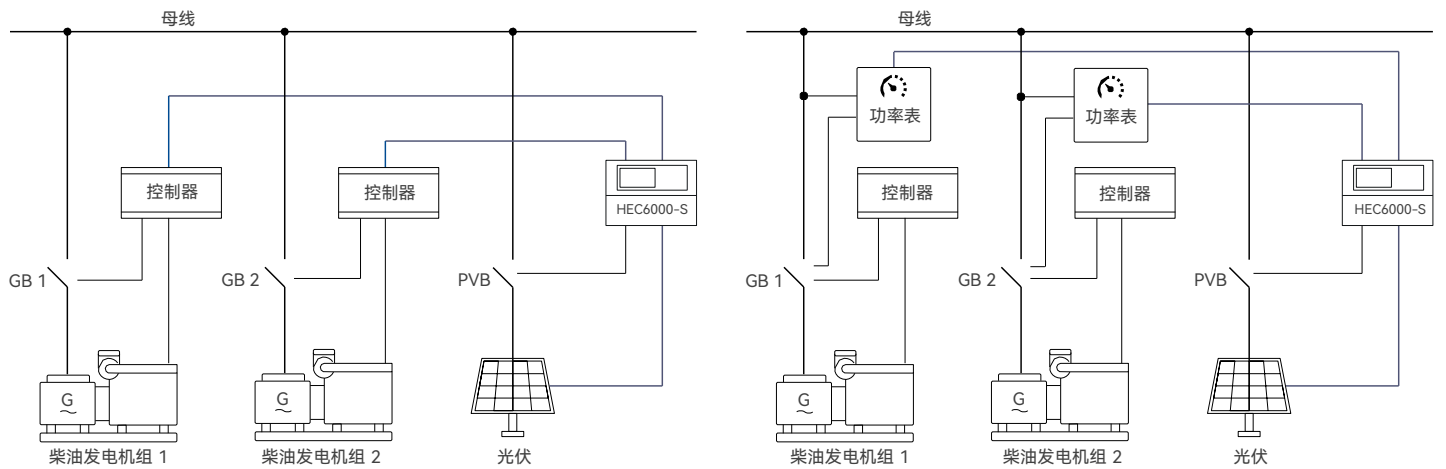 母线
控制器
控制器
HEC6000-S
GB 1
GB 2
PVB
G
~
G
~
柴油发电机组 1
柴油发电机组 2
光伏
母线
功率表
功率表
控制器
控制器
HEC6000-S
GB 1
GB 2
PVB
G
~
G
~
柴油发电机组 1
柴油发电机组 2
光伏